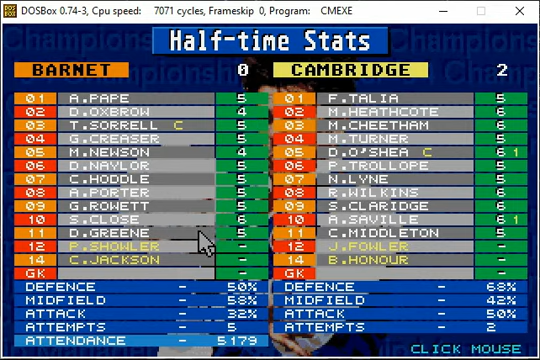 DOSBox 0.74-3, Cpu speed: 7071 cycles, Frameskip 0, Program: CMEXE
Half-time Stats
BARNET 0 CAMBRIDGE 2
01 A.PAPE 5 01 F.TALIA 5
02 D.OXBROW 4 02 M.HEATHCOTE 6
03 T.SORRELL C 5 03 M.CHEETHAM 6
04 G.CREASER 5 04 M.TURNER 5
05 M.NEWSON 4 05 D.O'SHEA C 6 1
06 D.NAYLOR 4 06 P.TROLLOPE 5
07 C.HODDLE 5 07 N.LYNE 5
08 A.PORTER 5 08 R.WILKINS 6
09 G.ROWETT 5 09 S.CLARIDGE 6
10 S.CLOSE 6 10 A.SAVILLE 6 1
11 D.GREENE 5 11 C.MIDDLETON 5
12 P.SHOWLER - 12 J.FOWLER -
14 C.JACKSON - 14 B.HONOUR -
GK - GK -
DEFENCE - 50% DEFENCE - 68%
MIDFIELD - 58% MIDFIELD - 42%
ATTACK - 32% ATTACK - 50%
ATTEMPTS - 5 ATTEMPTS - 2
ATTENDANCE - 5179
CLICK MOUSE